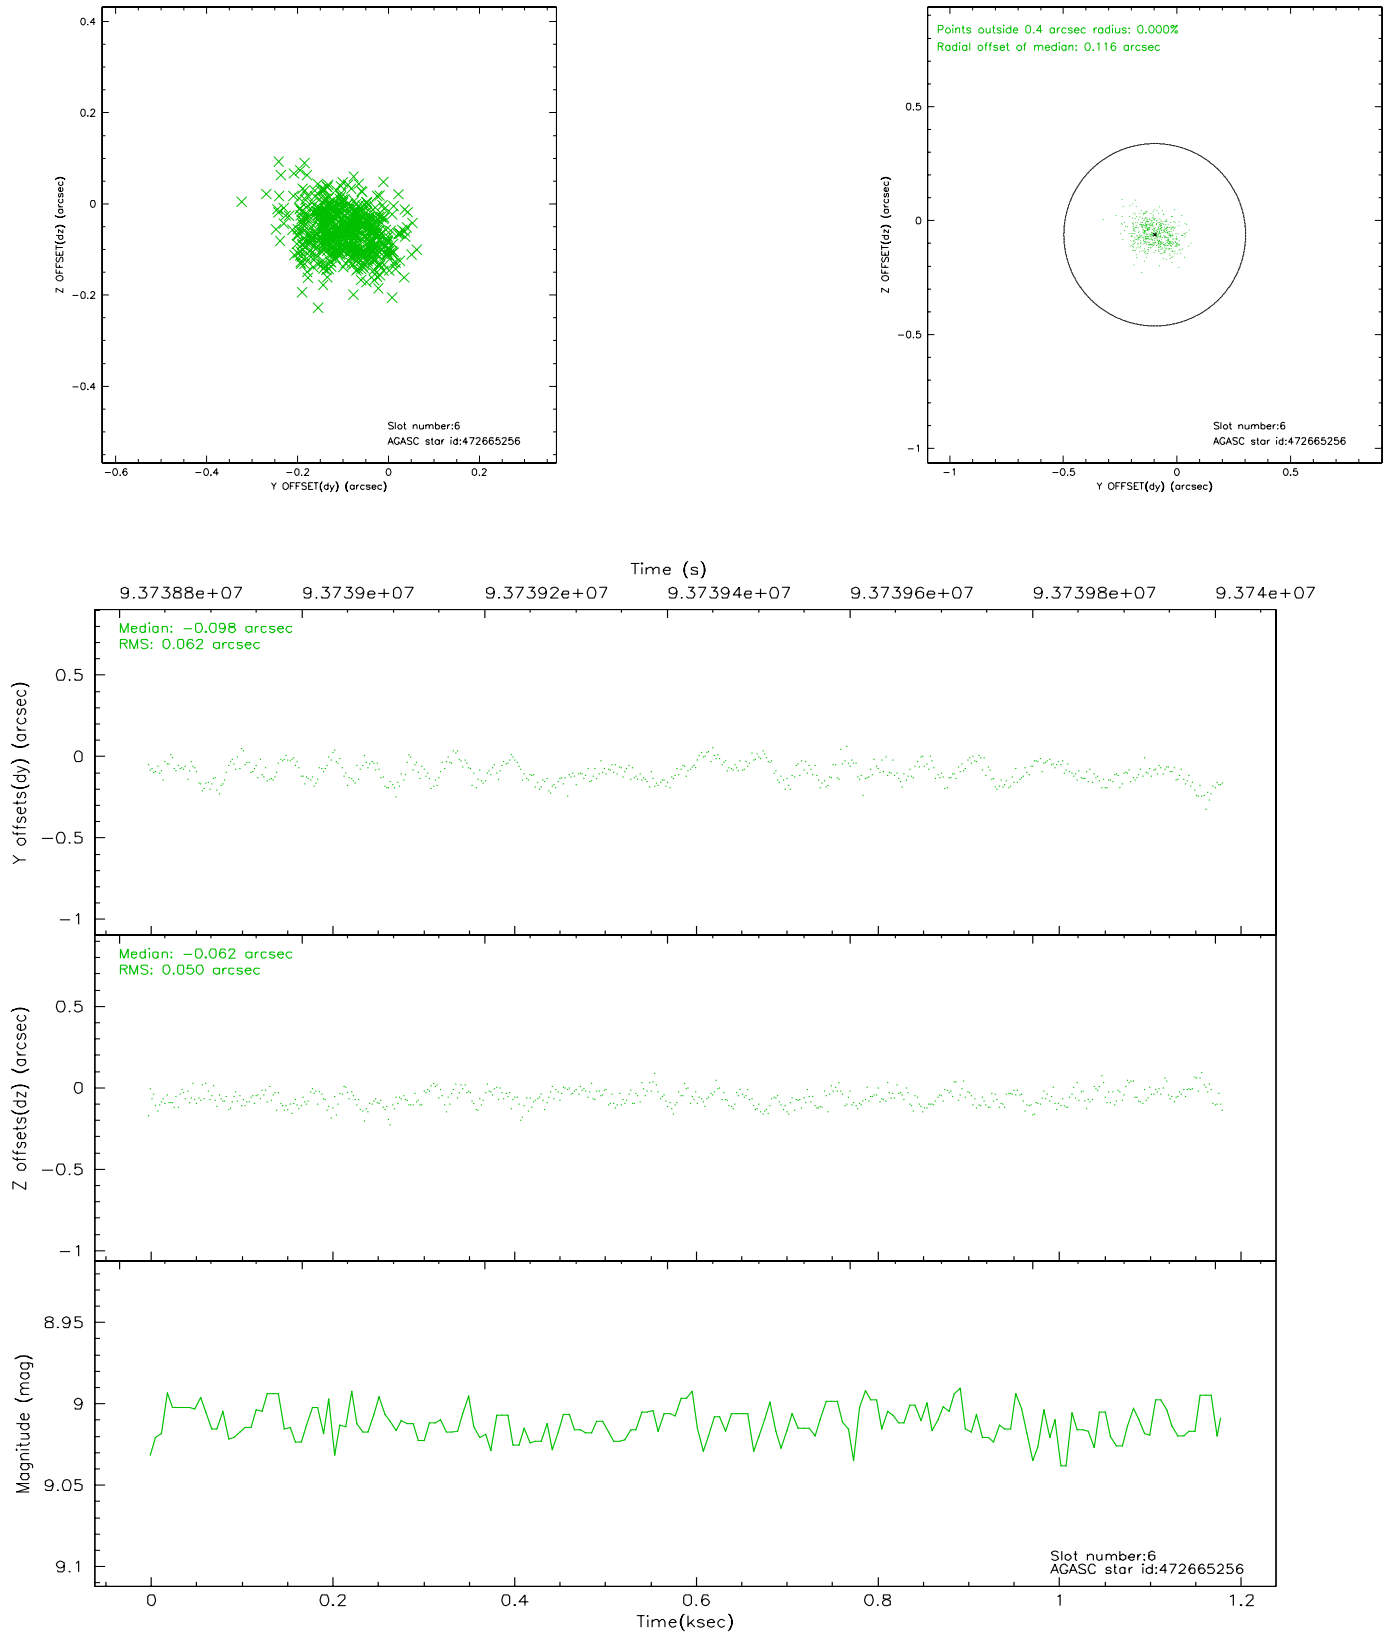 0.4
0.2
0
-0.2
-0.4
Z OFFSET(dz) (arcsec)
Slot number:6
AGASC star id:472665256
-0.6
-0.4
-0.2
0
0.2
Y OFFSET(dy) (arcsec)
Points outside 0.4 arcsec radius: 0.000%
Radial offset of median: 0.116 arcsec
0.5
0
-0.5
-1
Z OFFSET(dz) (arcsec)
Slot number:6
AGASC star id:472665256
-1
-0.5
0
0.5
Y OFFSET(dy) (arcsec)
Time (s)
9.37388e+07
9.3739e+07
9.37392e+07
9.37394e+07
9.37396e+07
9.37398e+07
9.374e+07
Median: -0.098 arcsec
RMS: 0.062 arcsec
0.5
0
-0.5
-1
Y offsets(dy) (arcsec)
Median: -0.062 arcsec
RMS: 0.050 arcsec
0.5
0
-0.5
-1
Z offsets(dz) (arcsec)
8.95
9
9.05
9.1
Magnitude (mag)
Slot number:6
AGASC star id:472665256
0
0.2
0.4
0.6
0.8
1
1.2
Time(ksec)